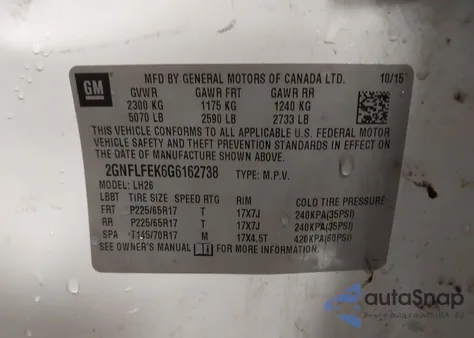 GM
MFD BY GENERAL MOTORS OF CANADA LTD. 10/15
GVWR GAWR FRT GAWR RR
2300 KG 1175 KG 1240 KG
5070 LB 2590 LB 2733 LB
THIS VEHICLE CONFORMS TO ALL APPLICABLE U.S. FEDERAL MOTOR
VEHICLE SAFETY AND THEFT PREVENTION STANDARDS IN EFFECT ON
THE DATE OF MANUFACTURE SHOWN ABOVE.
2GNFLFEK6G6162738 TYPE: M.P.V.
MODEL: LH26
LBBT TIRE SIZE SPEED RTG RIM COLD TIRE PRESSURE
FRT P225/65R17 T 17X7J 240KPA(35PSI)
RR P225/65R17 T 17X7J 240KPA(35PSI)
SPA T145/70R17 M 17X4.5T 420KPA(60PSI)
SEE OWNER'S MANUAL FOR MORE INFORMATION.
autoSnap